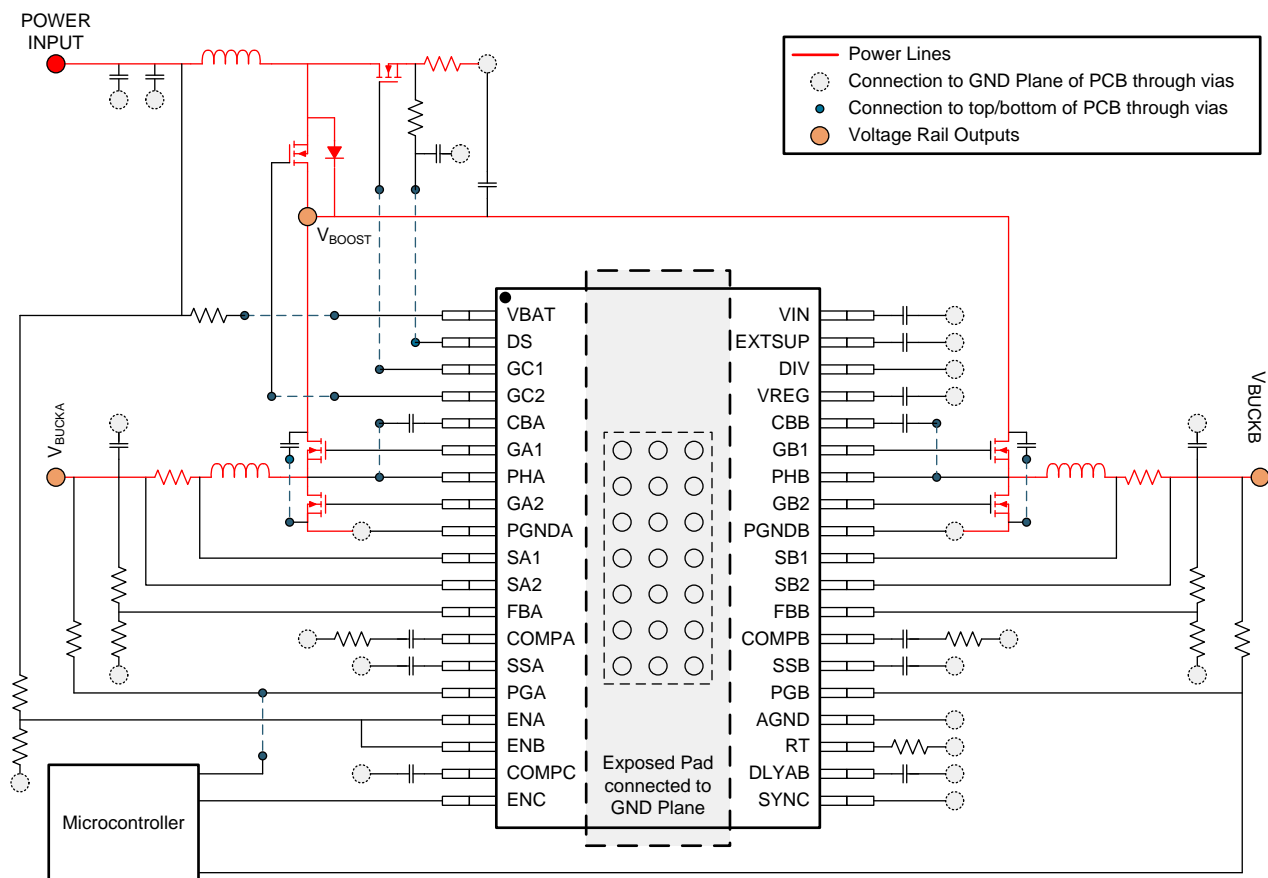 POWER
INPUT
Power Lines
Connection to GND Plane of PCB through vias
Connection to top/bottom of PCB through vias
Voltage Rail Outputs
VBOOST
VBUCKA
VBUCKB
VBAT
DS
GC1
GC2
CBA
GA1
PHA
GA2
PGNDA
SA1
SA2
FBA
COMPA
SSA
PGA
ENA
ENB
COMPC
ENC
VIN
EXTSUP
DIV
VREG
CBB
GB1
PHB
GB2
PGNDB
SB1
SB2
FBB
COMPB
SSB
PGB
AGND
RT
DLYAB
SYNC
Exposed Pad
connected to
GND Plane
Microcontroller